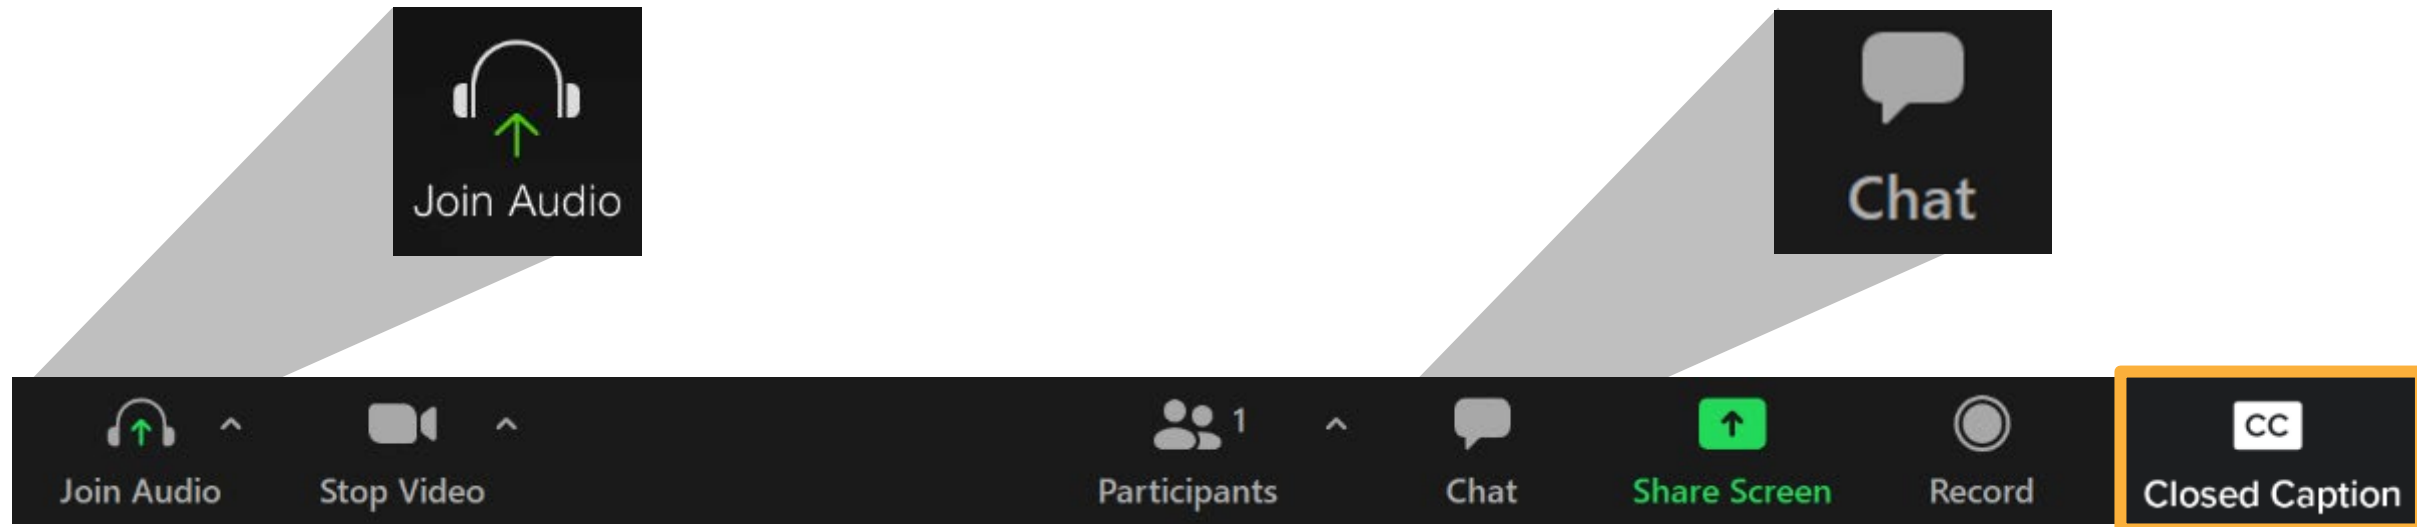 Join Audio
Chat
1
CC
Join Audio
Stop Video
Participants
Chat
Share Screen
Record
Closed Caption